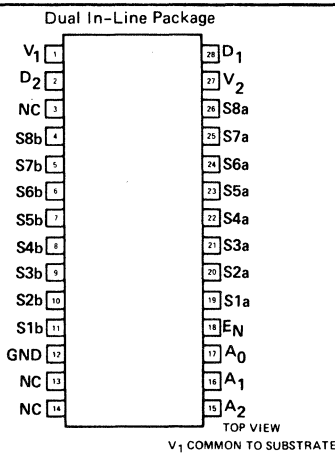 Dual In-Line Package
V1 1 28 D1
D2 2 27 V2
NC 3 26 S8a
S8b 4 25 S7a
S7b 5 24 S6a
S6b 6 23 S5a
S5b 7 22 S4a
S4b 8 21 S3a
S3b 9 20 S2a
S2b 10 19 S1a
S1b 11 18 EN
GND 12 17 A0
NC 13 16 A1
NC 14 15 A2
TOP VIEW
V1 COMMON TO SUBSTRATE